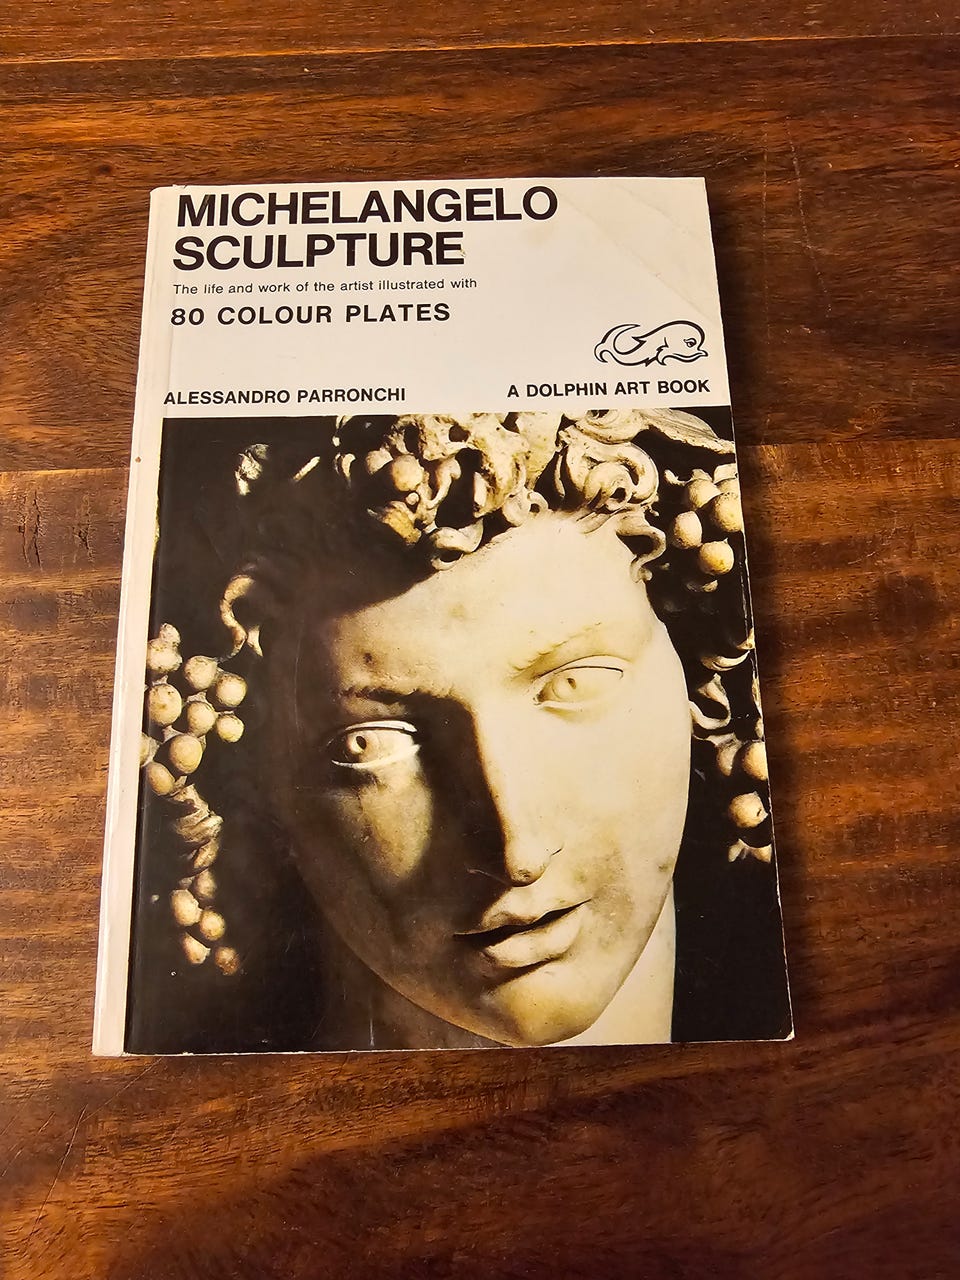 MICHELANGELO
SCULPTURE
The life and work of the artist illustrated with
80 COLOUR PLATES
ALESSANDRO PARRONCHI
A DOLPHIN ART BOOK